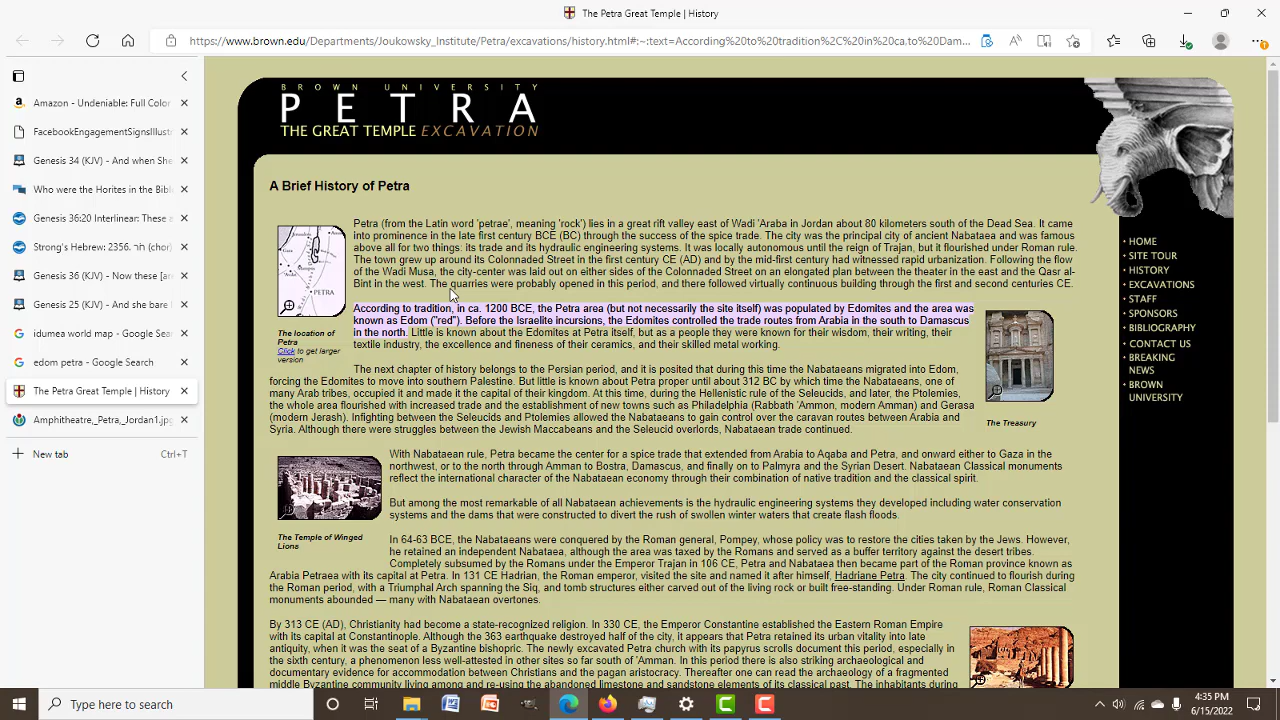 The Petra Great Temple | History
https://www.brown.edu/Departments/Joukowsky_Institute/Petra/excavations/history.html#:~:text=According%20to%20tradition%2C%20in%20ca,to%20Dam...
Amazon - Undeniable: Full Color
FacebookEngagementSignsIllustr
Genesis 34 (KJV) - And when She
Who were the Horites in the Bibl
Genesis 36:20 Interlinear: These a
Strong's Hebrew: 2356. חֹרִי (chor)
Genesis 36 (KJV) - Now these [ar
Genesis 25 (KJV) - And these are
idumea world map - Search
edom petra - Google Search
The Petra Great Temple | History
Amphitheatre,_Petra_Jordan1.jpg
New tab Ctrl+T
BROWN UNIVERSITY
PETRA
THE GREAT TEMPLE EXCAVATION
A Brief History of Petra
Petra (from the Latin word 'petrae', meaning 'rock') lies in a great rift valley east of Wadi 'Araba in Jordan about 80 kilometers south of the Dead Sea. It came
into prominence in the late first century BCE (BC) through the success of the spice trade. The city was the principal city of ancient Nabataea and was famous
above all for two things: its trade and its hydraulic engineering systems. It was locally autonomous until the reign of Trajan, but it flourished under Roman rule.
The town grew up around its Colonnaded Street in the first century CE (AD) and by the mid-first century had witnessed rapid urbanization. Following the flow
of the Wadi Musa, the city-center was laid out on either sides of the Colonnaded Street on an elongated plan between the theater in the east and the Qasr al-
Bint in the west. The quarries were probably opened in this period, and there followed virtually continuous building through the first and second centuries CE.
PETRA
The location of
Petra
Click to get larger
version
According to tradition, in ca. 1200 BCE, the Petra area (but not necessarily the site itself) was populated by Edomites and the area was
known as Edom ("red"). Before the Israelite incursions, the Edomites controlled the trade routes from Arabia in the south to Damascus
in the north. Little is known about the Edomites at Petra itself, but as a people they were known for their wisdom, their writing, their
textile industry, the excellence and fineness of their ceramics, and their skilled metal working.
The Treasury
The next chapter of history belongs to the Persian period, and it is posited that during this time the Nabataeans migrated into Edom,
forcing the Edomites to move into southern Palestine. But little is known about Petra proper until about 312 BC by which time the Nabataeans, one of
many Arab tribes, occupied it and made it the capital of their kingdom. At this time, during the Hellenistic rule of the Seleucids, and later, the Ptolemies,
the whole area flourished with increased trade and the establishment of new towns such as Philadelphia (Rabbath 'Ammon, modern Amman) and Gerasa
(modern Jerash). Infighting between the Seleucids and Ptolemies allowed the Nabataeans to gain control over the caravan routes between Arabia and
Syria. Although there were struggles between the Jewish Maccabeans and the Seleucid overlords, Nabataean trade continued.
With Nabataean rule, Petra became the center for a spice trade that extended from Arabia to Aqaba and Petra, and onward either to Gaza in the
northwest, or to the north through Amman to Bostra, Damascus, and finally on to Palmyra and the Syrian Desert. Nabataean Classical monuments
reflect the international character of the Nabataean economy through their combination of native tradition and the classical spirit.
But among the most remarkable of all Nabataean achievements is the hydraulic engineering systems they developed including water conservation
systems and the dams that were constructed to divert the rush of swollen winter waters that create flash floods.
The Temple of Winged
Lions
In 64-63 BCE, the Nabataeans were conquered by the Roman general, Pompey, whose policy was to restore the cities taken by the Jews. However,
he retained an independent Nabataea, although the area was taxed by the Romans and served as a buffer territory against the desert tribes.
Completely subsumed by the Romans under the Emperor Trajan in 106 CE, Petra and Nabataea then became part of the Roman province known as
Arabia Petraea with its capital at Petra. In 131 CE Hadrian, the Roman emperor, visited the site and named it after himself, Hadriane Petra. The city continued to flourish during
the Roman period, with a Triumphal Arch spanning the Siq, and tomb structures either carved out of the living rock or built free-standing. Under Roman rule, Roman Classical
monuments abounded — many with Nabataean overtones.
By 313 CE (AD), Christianity had become a state-recognized religion. In 330 CE, the Emperor Constantine established the Eastern Roman Empire
with its capital at Constantinople. Although the 363 earthquake destroyed half of the city, it appears that Petra retained its urban vitality into late
antiquity, when it was the seat of a Byzantine bishopric. The newly excavated Petra church with its papyrus scrolls document this period, especially in
the sixth century, a phenomenon less well-attested in other sites so far south of 'Amman. In this period there is also striking archaeological and
documentary evidence for accommodation between Christians and the pagan aristocracy. Thereafter one can read the archaeology of a fragmented
middle Byzantine community living among and re-using the abandoned limestone and sandstone elements of its classical past. The inhabitants during
HOME
SITE TOUR
HISTORY
EXCAVATIONS
STAFF
SPONSORS
BIBLIOGRAPHY
CONTACT US
BREAKING
NEWS
BROWN
UNIVERSITY
Type here to search
4:35 PM
6/15/2022